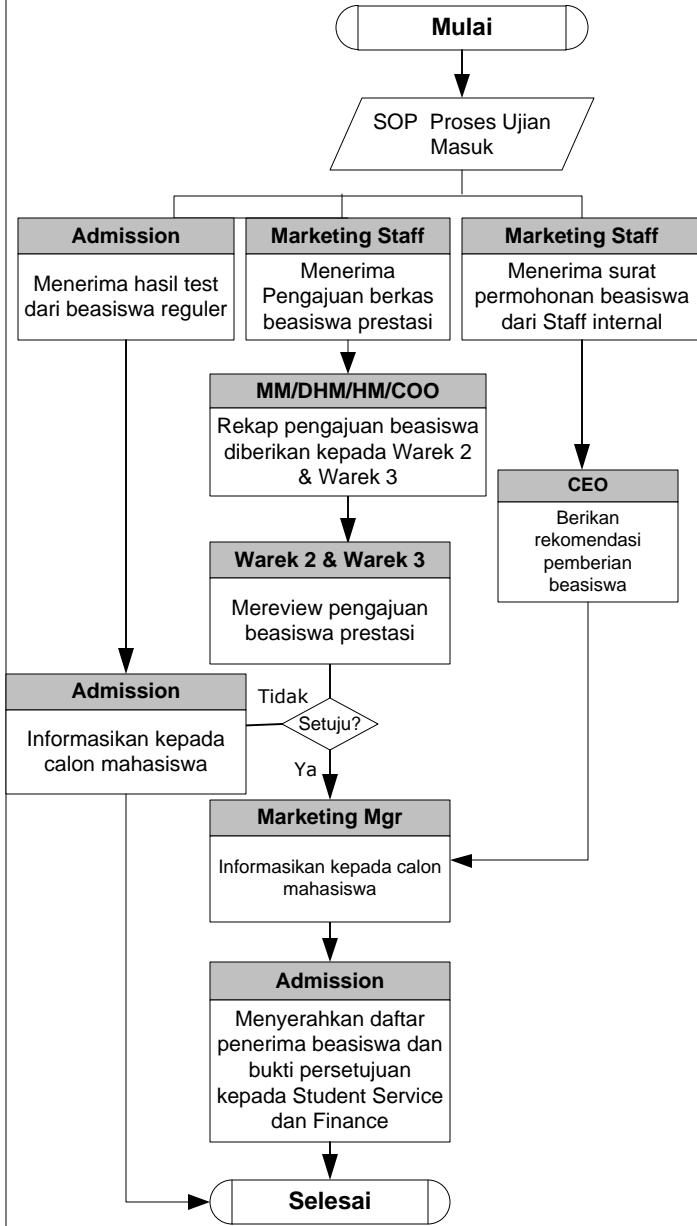 Mulai
SOP Proses Ujian
Masuk
Admission
Menerima hasil test
dari beasiswa reguler
Marketing Staff
Menerima
Pengajuan berkas
beasiswa prestasi
Marketing Staff
Menerima surat
permohonan beasiswa
dari Staff internal
MM/DHM/HM/COO
Rekap pengajuan beasiswa
diberikan kepada Warek 2
& Warek 3
CEO
Berikan
rekomendasi
pemberian
beasiswa
Warek 2 & Warek 3
Mereview pengajuan
beasiswa prestasi
Admission
Informasikan kepada
calon mahasiswa
Tidak
Setuju?
Ya
Marketing Mgr
Informasikan kepada calon
mahasiswa
Admission
Menyerahkan daftar
penerima beasiswa dan
bukti persetujuan
kepada Student Service
dan Finance
Selesai